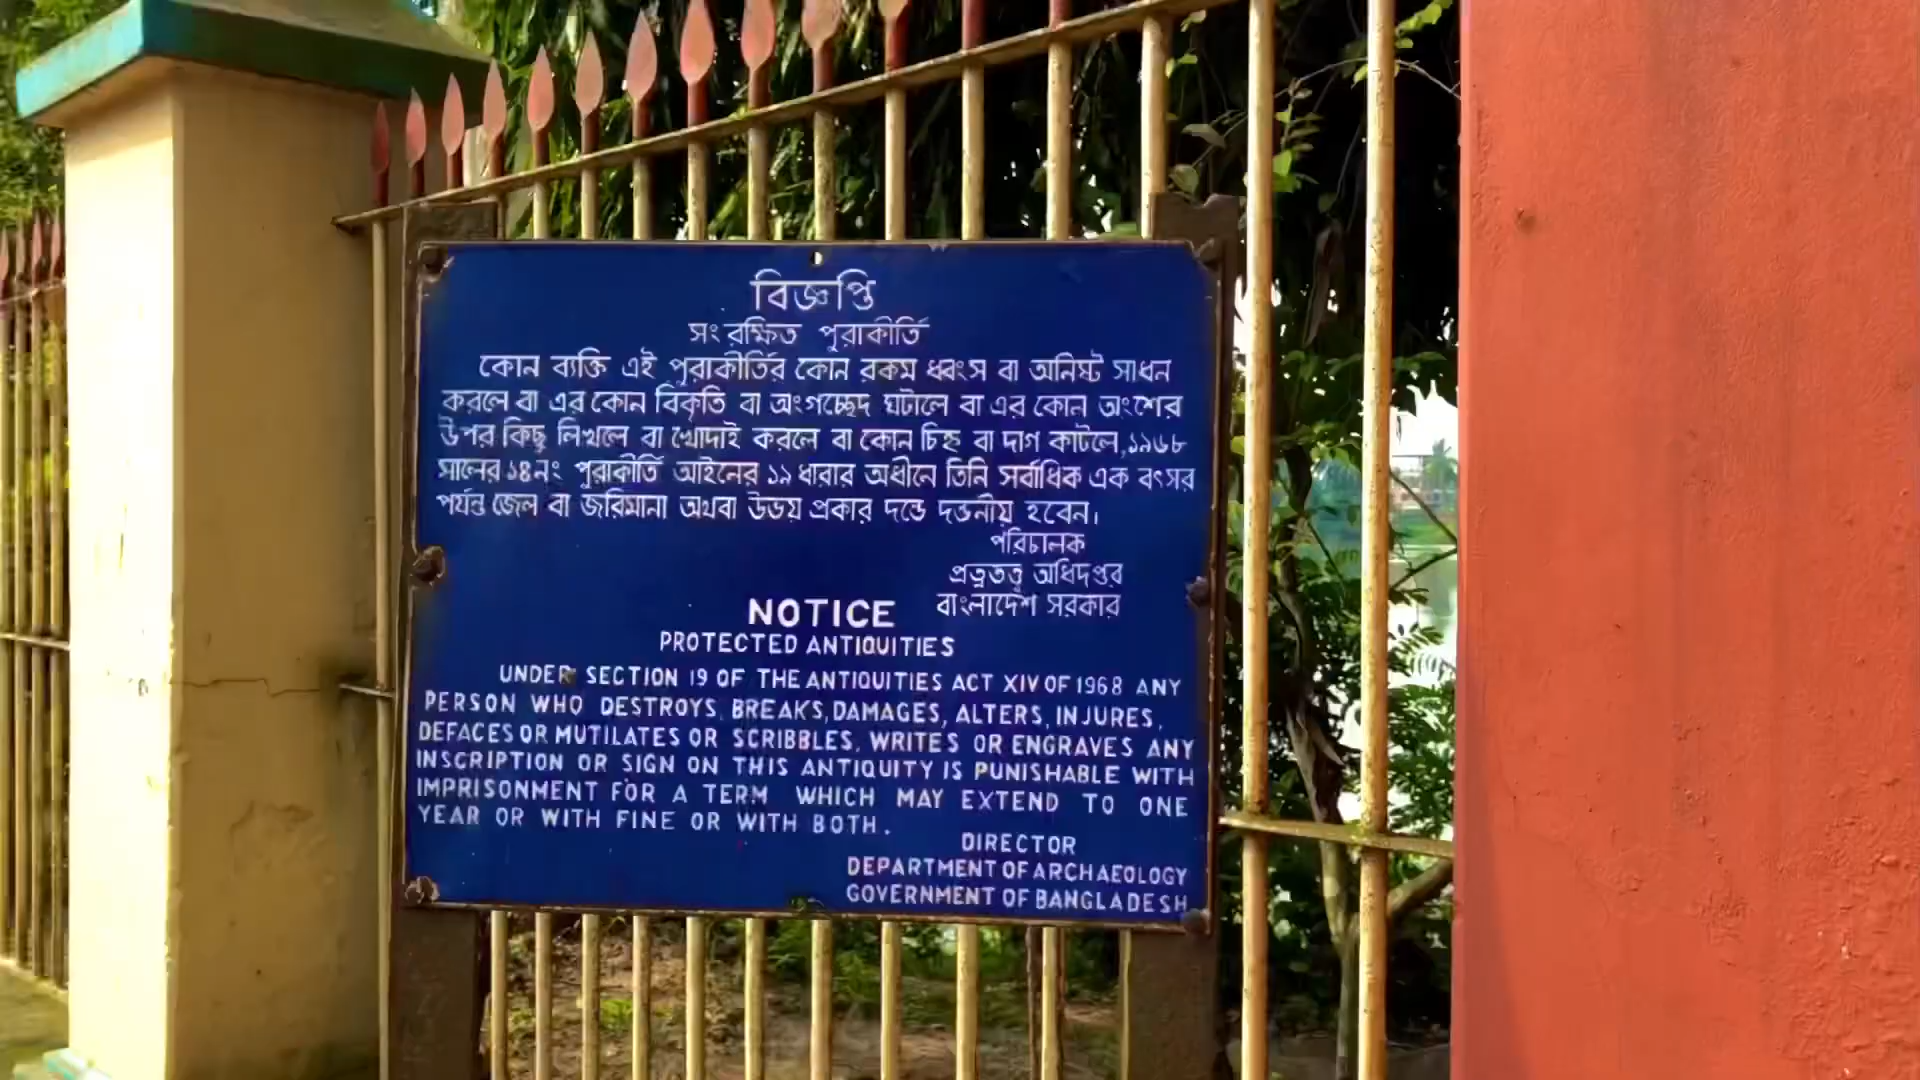 বিজ্ঞপ্তি
সংরক্ষিত পুরাকীর্তি
কোন ব্যক্তি এই পুরাকীর্তির কোন রকম ধ্বংস বা অনিষ্ট সাধন
করলে বা এর কোন বিকৃতি বা অংগচ্ছেদ ঘটালে বা এর কোন অংশের
উপর কিছু লিখলে বা খোদাই করলে বা কোন চিহ্ন বা দাগ কাটলে,১৯৬৮
সালের ১৪নং পুরাকীর্তি আইনের ১৯ ধারার অধীনে তিনি সর্বাধিক এক বৎসর
পর্যন্ত জেল বা জরিমানা অথবা উভয় প্রকার দন্ডে দন্ডনীয় হবেন।
পরিচালক
প্রত্নতত্ত্ব অধিদপ্তর
বাংলাদেশ সরকার
NOTICE
PROTECTED ANTIQUITIES
UNDER SECTION 19 OF THE ANTIQUITIES ACT XIV OF 1968 ANY
PERSON WHO DESTROYS, BREAKS, DAMAGES, ALTERS, INJURES,
DEFACES OR MUTILATES OR SCRIBBLES, WRITES OR ENGRAVES ANY
INSCRIPTION OR SIGN ON THIS ANTIQUITY IS PUNISHABLE WITH
IMPRISONMENT FOR A TERM WHICH MAY EXTEND TO ONE
YEAR OR WITH FINE OR WITH BOTH.
DIRECTOR
DEPARTMENT OF ARCHAEOLOGY
GOVERNMENT OF BANGLADESH